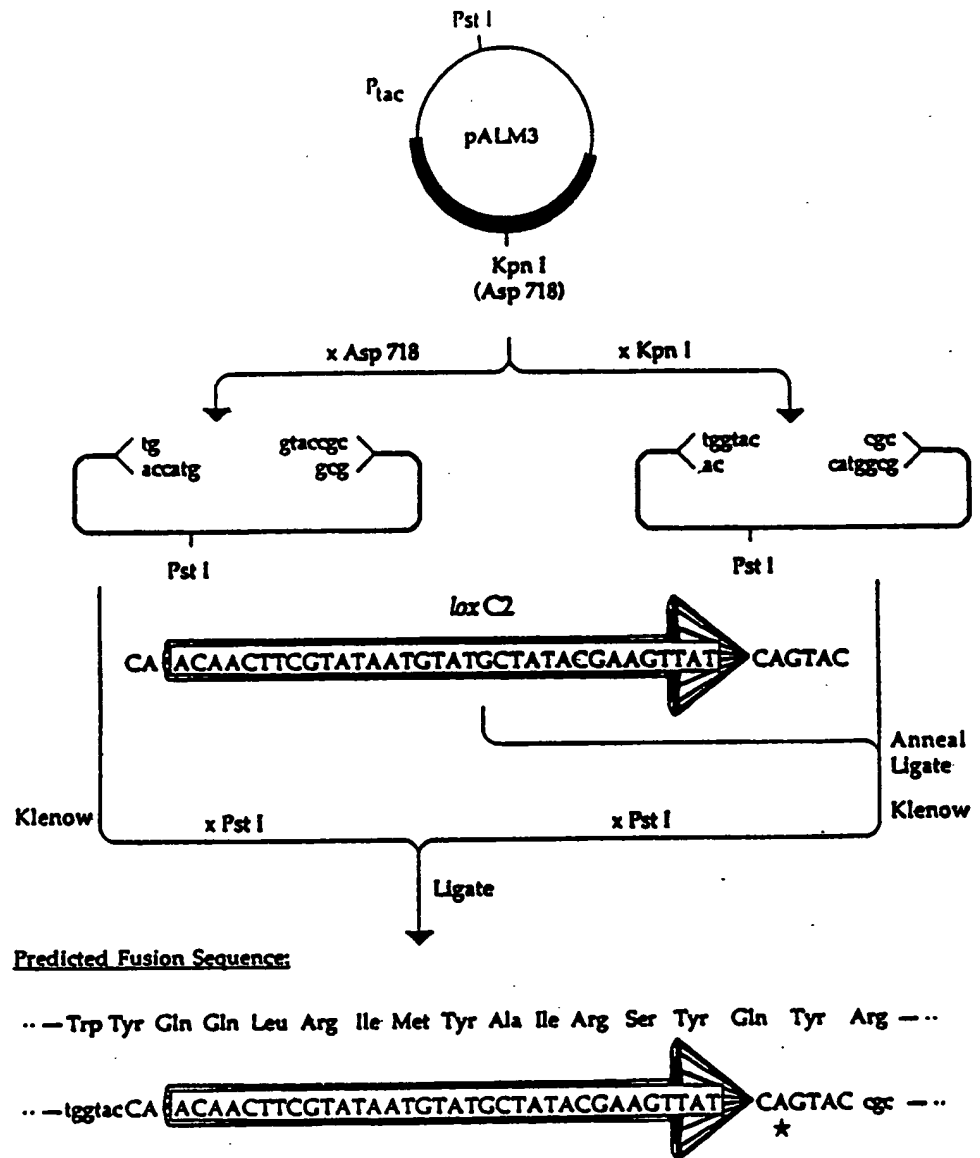 Pst I
Ptac
pALM3
Kpn I
(Asp 718)
x Asp 718
x Kpn I
tg
accatg
gtaccgc
gcg
tggtac
ac
cgc
catggcg
Pst I
Pst I
lox C2
CA ACAACTTCGTATAATGTATGCTATACGAAGTTAT CAGTAC
Anneal
Ligate
Klenow
Klenow
x Pst I
x Pst I
Ligate
Predicted Fusion Sequence:
·· — Trp Tyr Gln Gln Leu Arg Ile Met Tyr Ala Ile Arg Ser Tyr Gln Tyr Arg — ··
·· — tggtacCA ACAACTTCGTATAATGTATGCTATACGAAGTTAT CAGTAC cgc — ··
★